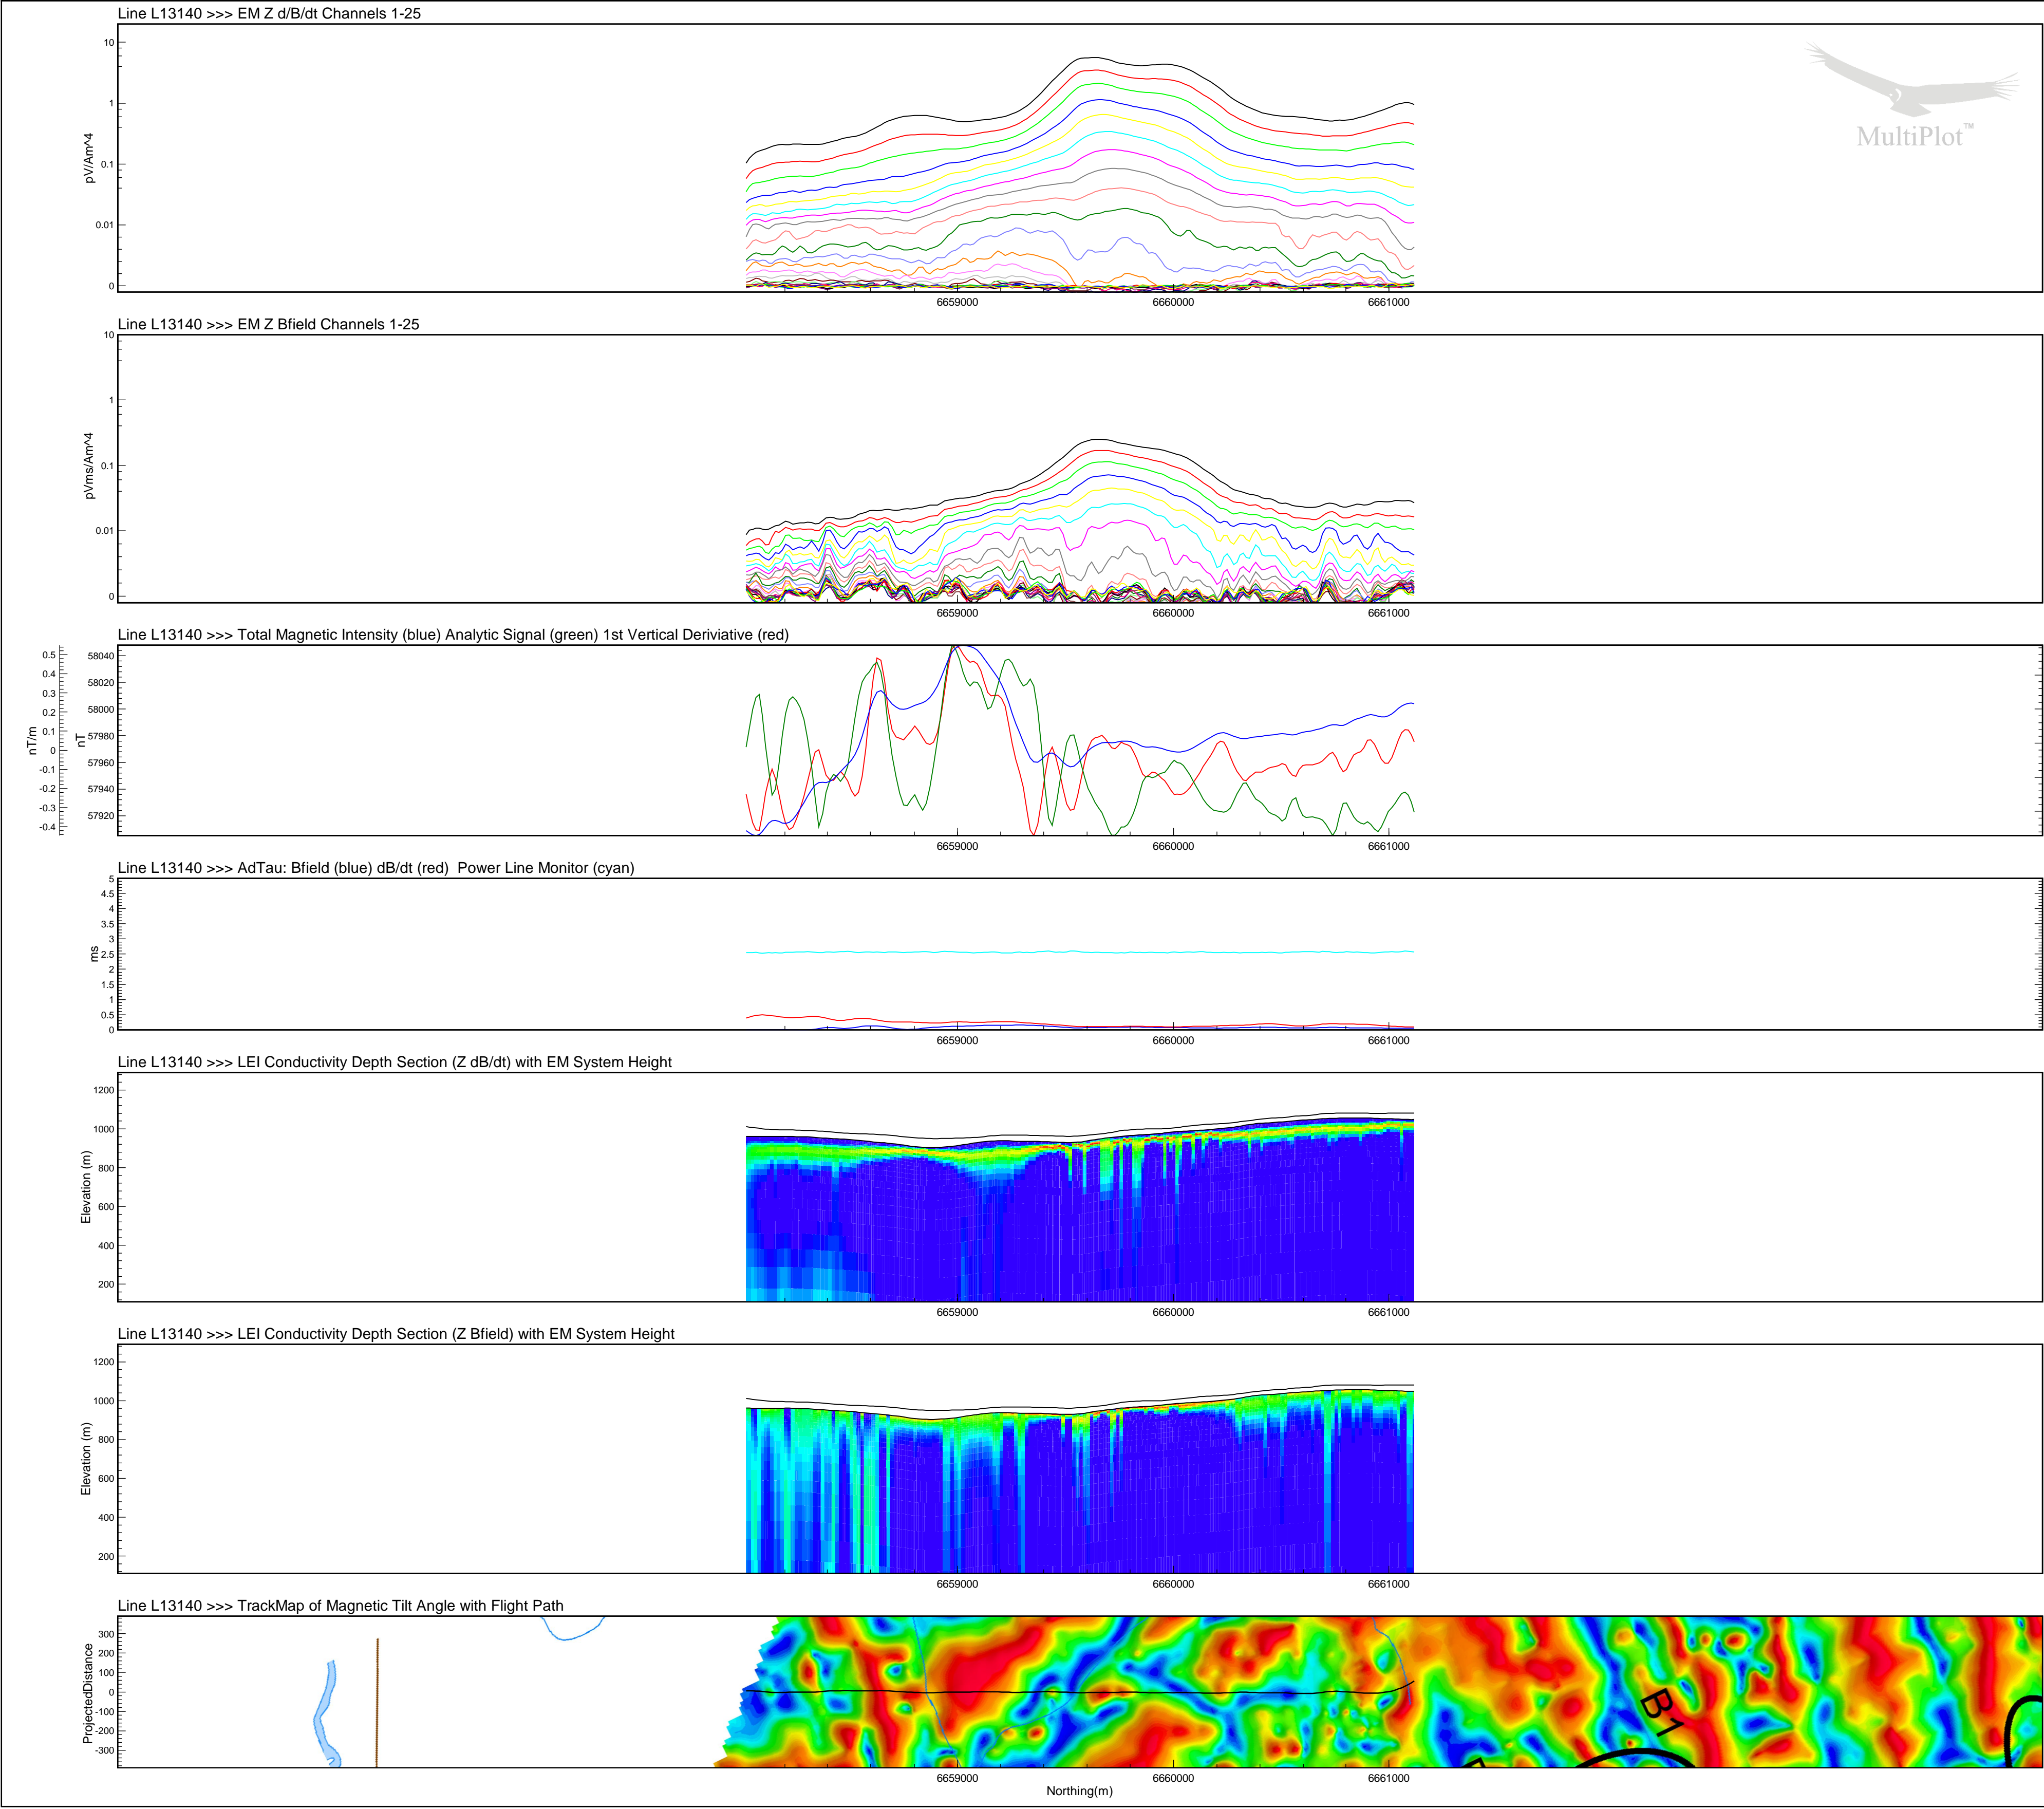 Line L13140 >>> EM Z d/B/dt Channels 1-25
10
1
0.1
0.01
0
pV/Am^4
MultiPlot™
6659000 6660000 6661000
Line L13140 >>> EM Z Bfield Channels 1-25
10
1
0.1
0.01
0
pVms/Am^4
6659000 6660000 6661000
Line L13140 >>> Total Magnetic Intensity (blue) Analytic Signal (green) 1st Vertical Deriviative (red)
0.5
0.4
0.3
0.2
0.1
0
-0.1
-0.2
-0.3
-0.4
nT/m
58040
58020
58000
57980
57960
57940
57920
nT
6659000 6660000 6661000
Line L13140 >>> AdTau: Bfield (blue) dB/dt (red)  Power Line Monitor (cyan)
5
4.5
4
3.5
3
2.5
2
1.5
1
0.5
0
ms
6659000 6660000 6661000
Line L13140 >>> LEI Conductivity Depth Section (Z dB/dt) with EM System Height
1200
1000
800
600
400
200
Elevation (m)
6659000 6660000 6661000
Line L13140 >>> LEI Conductivity Depth Section (Z Bfield) with EM System Height
1200
1000
800
600
400
200
Elevation (m)
6659000 6660000 6661000
Line L13140 >>> TrackMap of Magnetic Tilt Angle with Flight Path
300
200
100
0
-100
-200
-300
ProjectedDistance
B1
6659000 6660000 6661000
Northing(m)